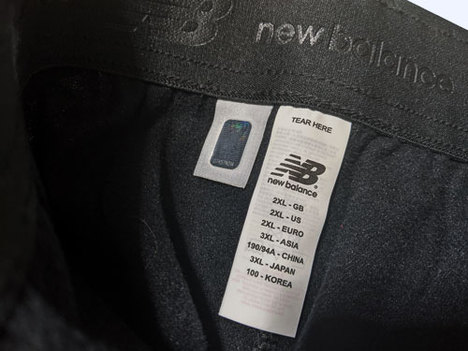 new balance
TEAR HERE
NB
new balance
2XL - GB
2XL - US
2XL - EURO
3XL - ASIA
190/94A - CHINA
3XL - JAPAN
100 - KOREA